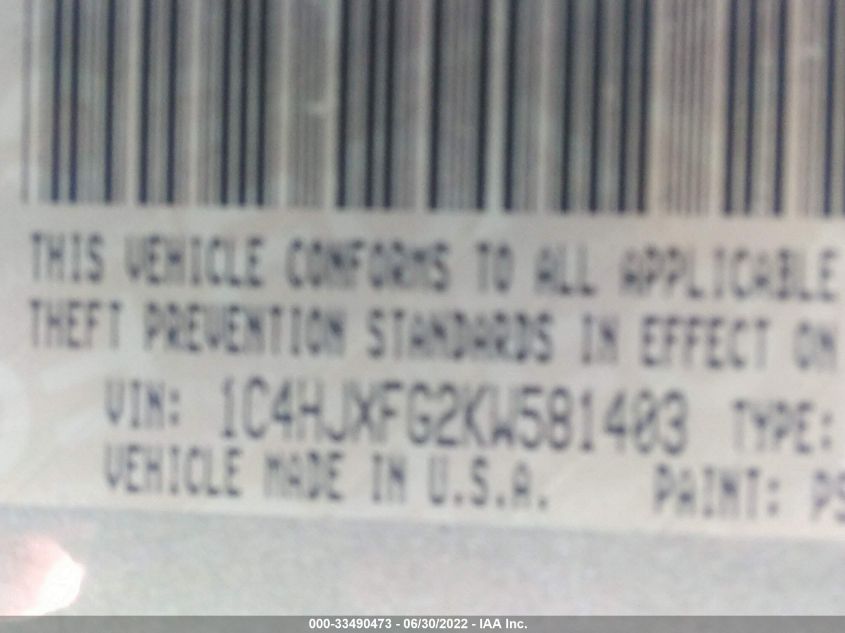 THIS VEHICLE CONFORMS TO ALL APPLICABLE
THEFT PREVENTION STANDARDS IN EFFECT ON
VIN: 1C4HJXFG2KW581403 TYPE:
VEHICLE MADE IN U.S.A. PAINT: PS
000-33490473 - 06/30/2022 - IAA Inc.